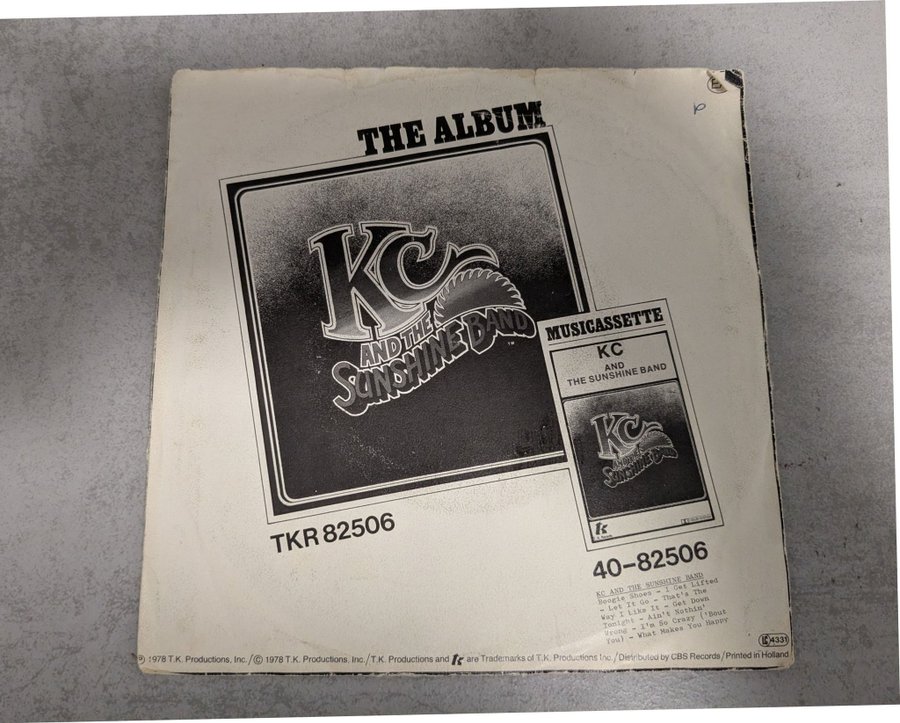 THE ALBUM
KC
AND THE
SUNSHINE BAND
TM
TKR 82506
MUSICASSETTE
KC
AND
THE SUNSHINE BAND
KC
SUNSHINE BAND
40-82506
KC AND THE SUNSHINE BAND
Boogie Shoes - I Get Lifted
- Let It Go - That's The
Way I Like It - Get Down
Tonight - Ain't Nothin'
Wrong - I'm So Crazy ('Bout
You) - What Makes You Happy
4331
℗ 1978 T.K. Productions, Inc./© 1978 T.K. Productions, Inc./T.K. Productions and tk are Trademarks of T.K. Productions Inc./Distributed by CBS Records/Printed in Holland